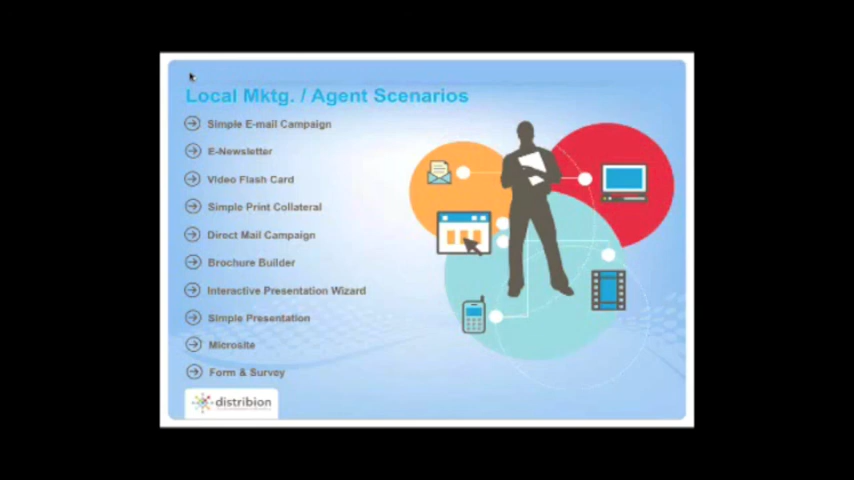 Local Mktg. / Agent Scenarios
Simple E-mail Campaign
E-Newsletter
Video Flash Card
Simple Print Collateral
Direct Mail Campaign
Brochure Builder
Interactive Presentation Wizard
Simple Presentation
Microsite
Form & Survey
distribion